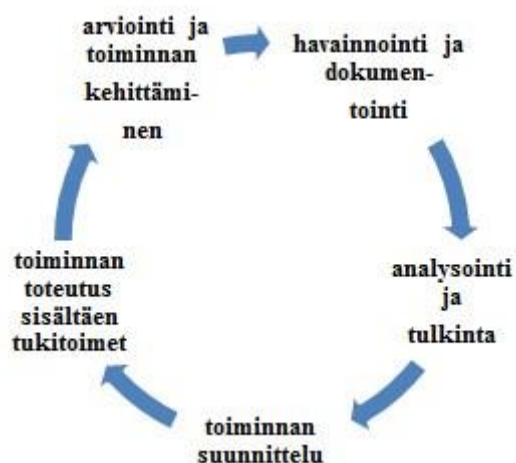 arviointi ja
toiminnan
kehittämi-
nen
havainnointi ja
dokumen-
tointi
analysointi
ja
tulkinta
toiminnan
suunnittelu
toiminnan
toteutus
sisältäen
tukitoimet